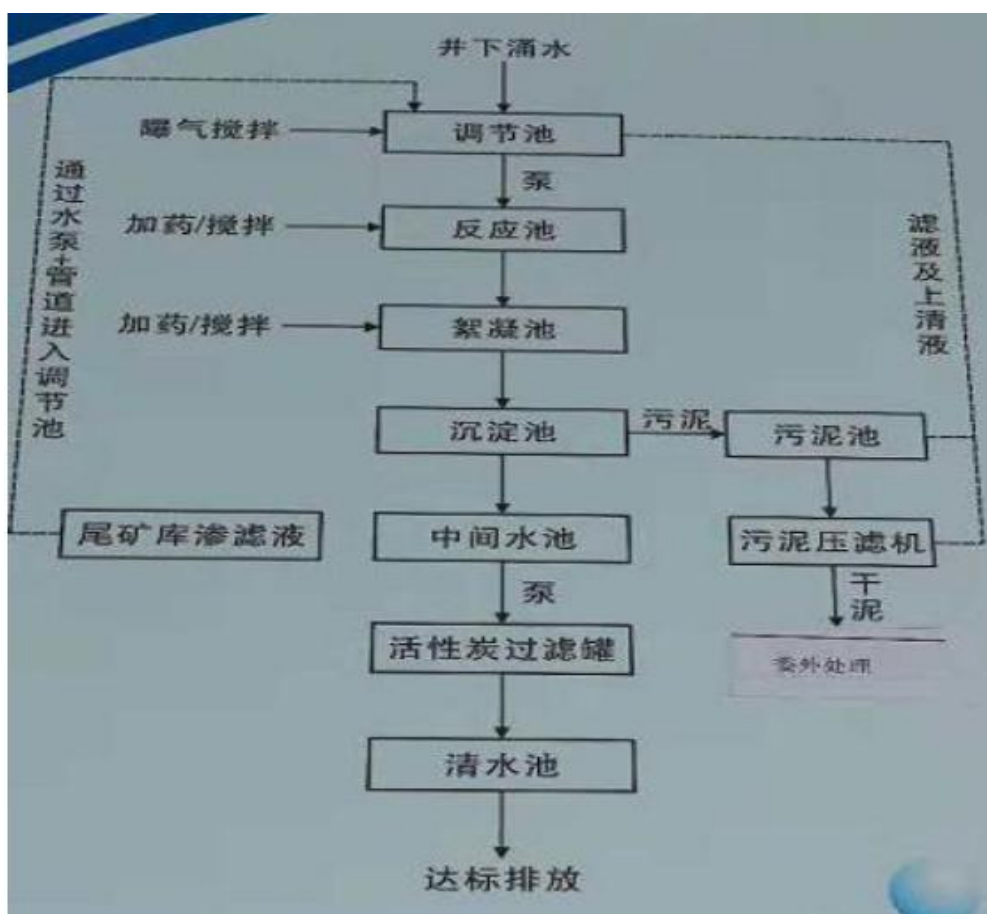 井下涌水
曝气搅拌
调节池
泵
加药/搅拌
反应池
加药/搅拌
絮凝池
沉淀池
污泥
污泥池
通过水泵+管道进入调节池
滤液及上清液
尾矿库渗滤液
中间水池
污泥压滤机
泵
干泥
活性炭过滤罐
委外处理
清水池
达标排放